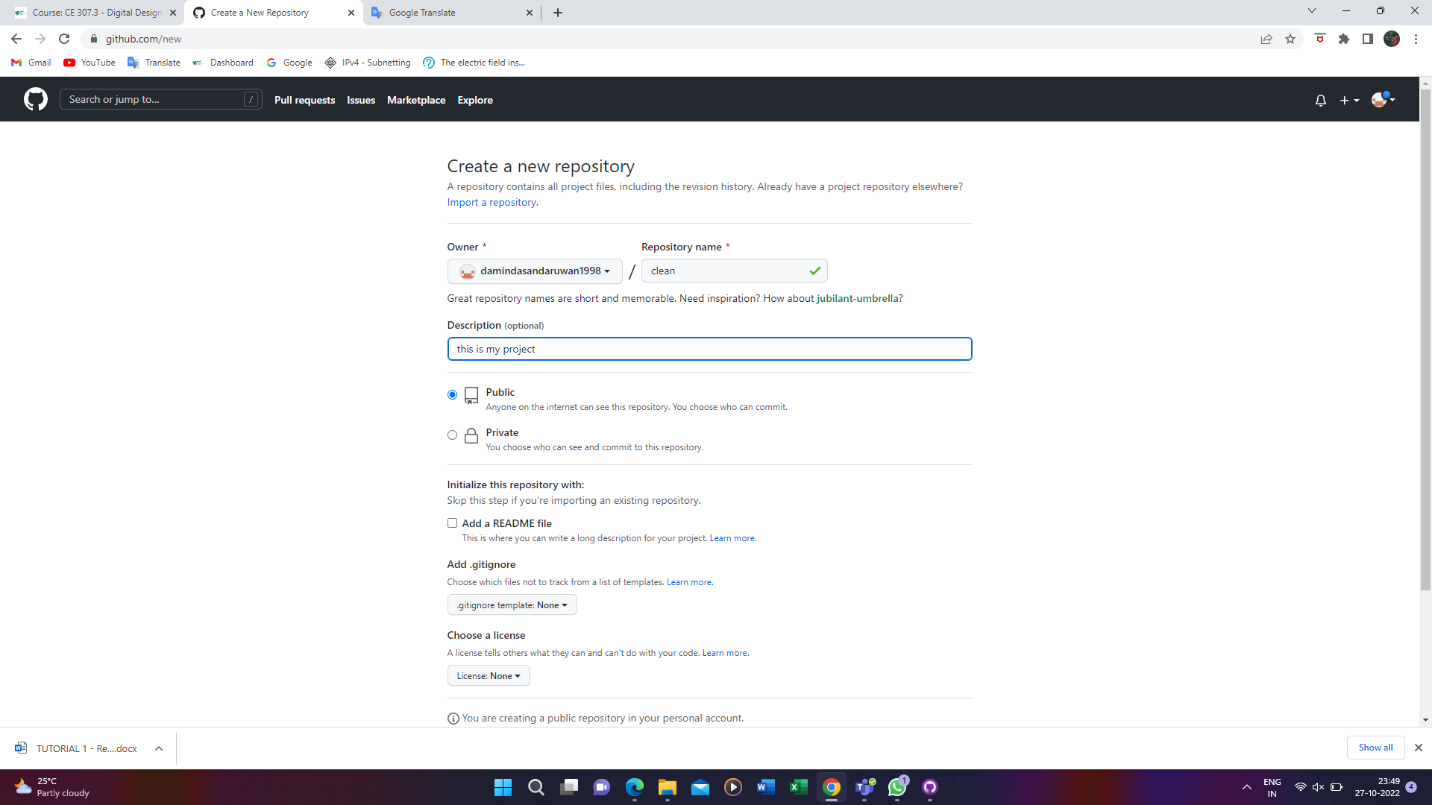 Course: CE 307.3 - Digital Design
Create a New Repository
Google Translate
github.com/new
Gmail
YouTube
Translate
Dashboard
Google
IPv4 - Subnetting
The electric field ins...
Search or jump to...
/
Pull requests
Issues
Marketplace
Explore
Create a new repository
A repository contains all project files, including the revision history. Already have a project repository elsewhere?
Import a repository.
Owner *
Repository name *
damindasandaruwan1998
/
clean
Great repository names are short and memorable. Need inspiration? How about jubilant-umbrella?
Description (optional)
this is my project
Public
Anyone on the internet can see this repository. You choose who can commit.
Private
You choose who can see and commit to this repository.
Initialize this repository with:
Skip this step if you're importing an existing repository.
Add a README file
This is where you can write a long description for your project. Learn more.
Add .gitignore
Choose which files not to track from a list of templates. Learn more.
.gitignore template: None
Choose a license
A license tells others what they can and can't do with your code. Learn more.
License: None
You are creating a public repository in your personal account.
TUTORIAL 1 - Re....docx
Show all
25°C
Partly cloudy
1
ENG
IN
23:49
27-10-2022
4